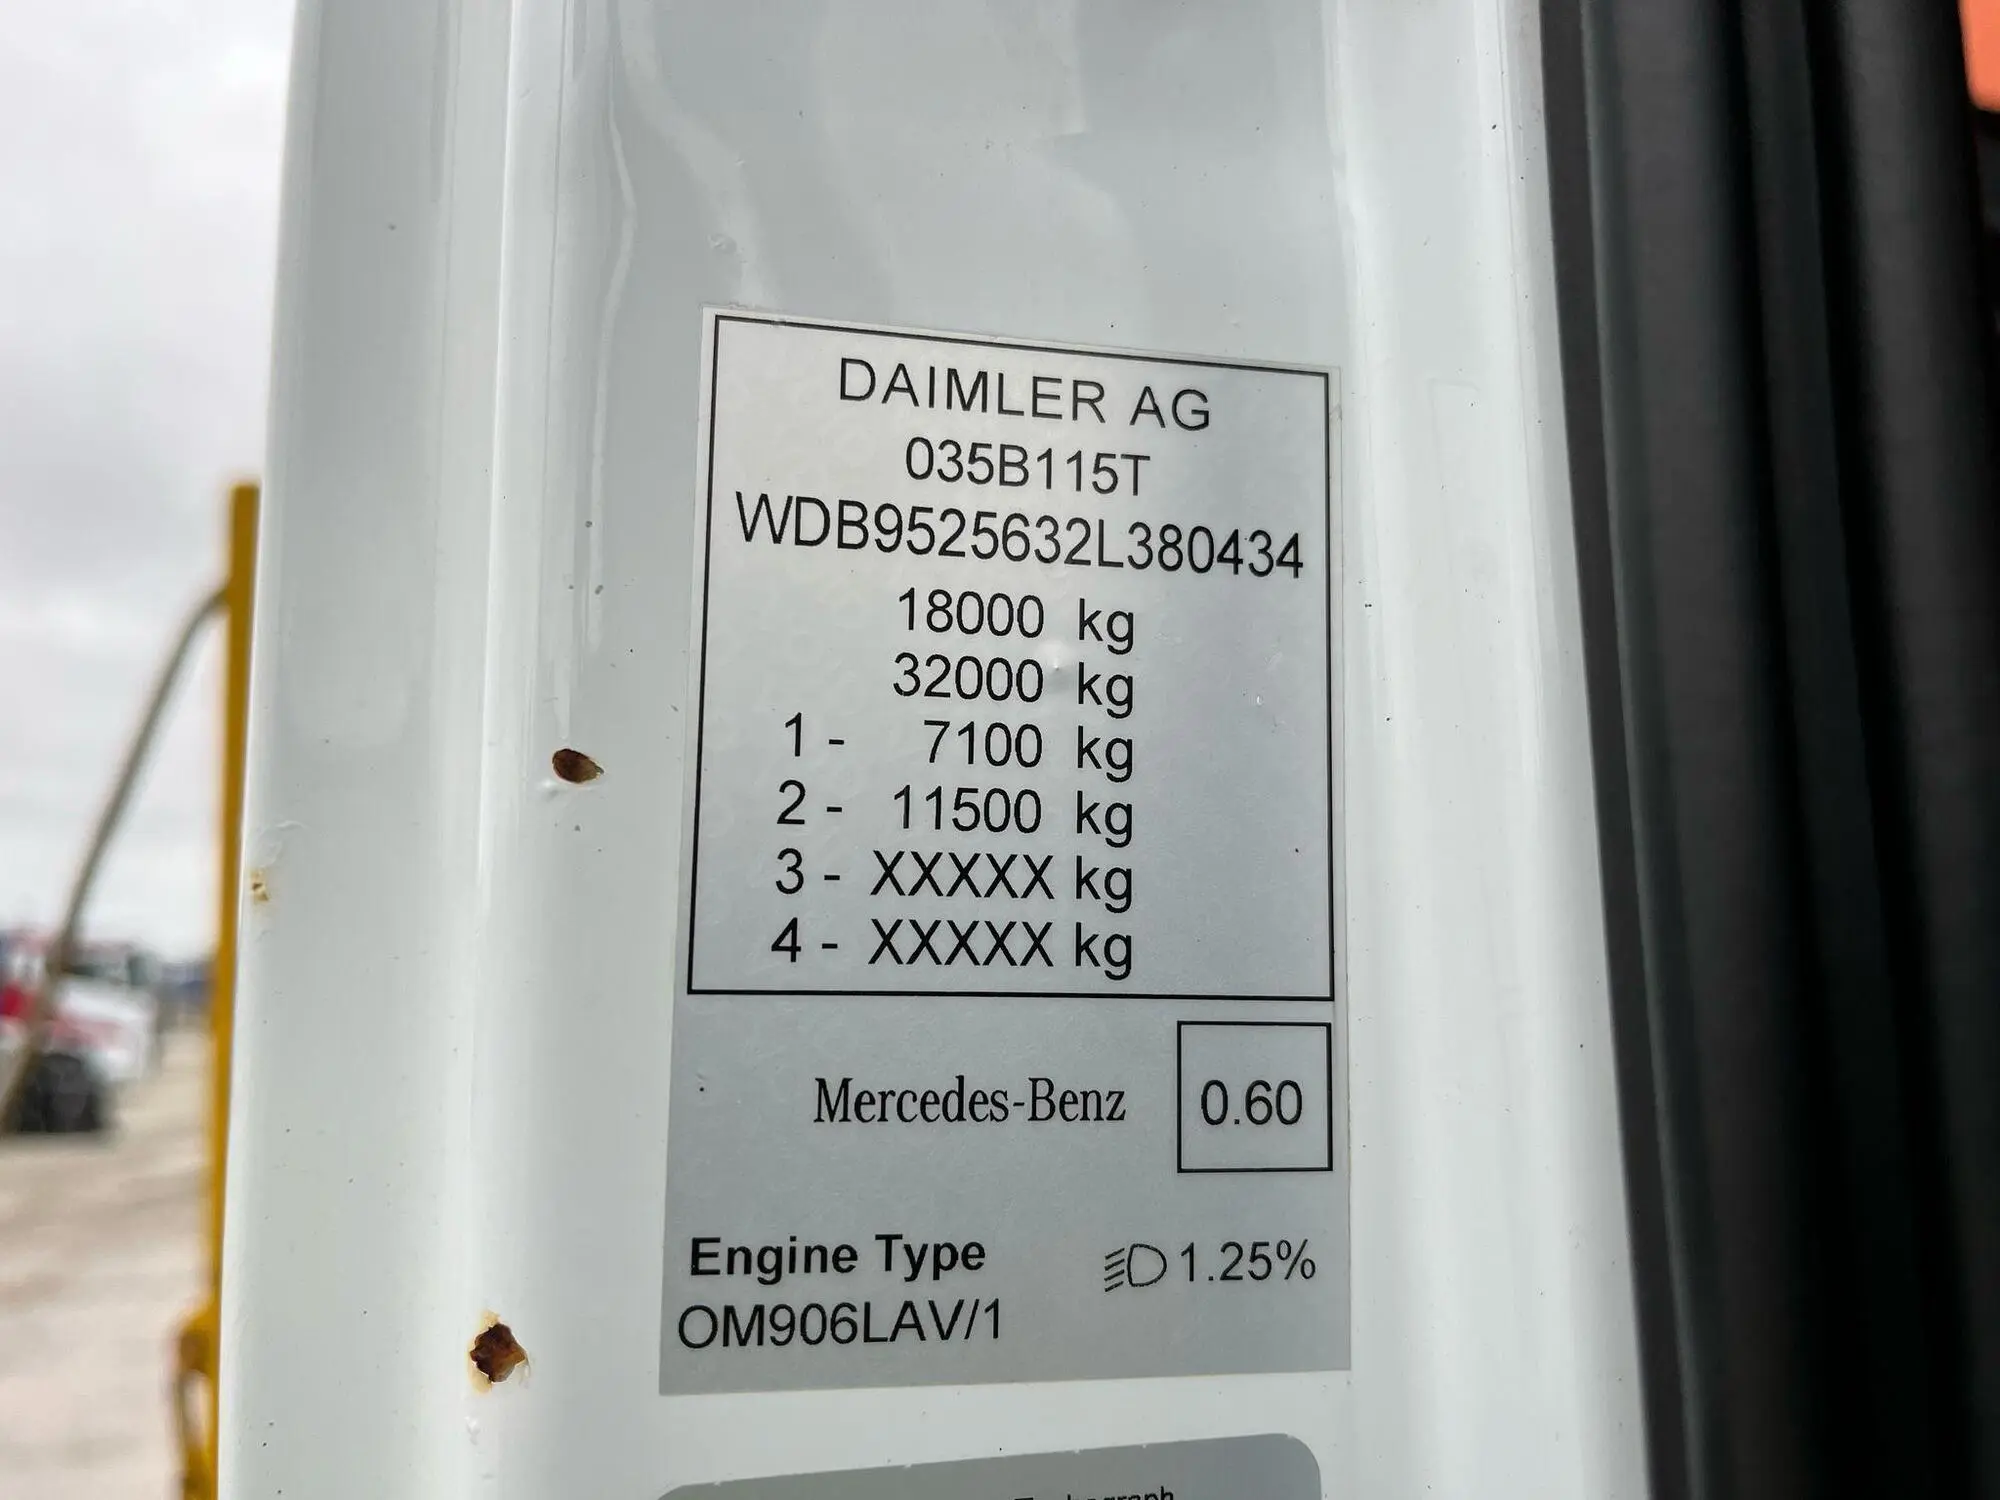 DAIMLER AG
035B115T
WDB9525632L380434
18000 kg
32000 kg
1 - 7100 kg
2 - 11500 kg
3 - XXXXX kg
4 - XXXXX kg
Mercedes-Benz 0.60
Engine Type 1.25%
OM906LAV/1